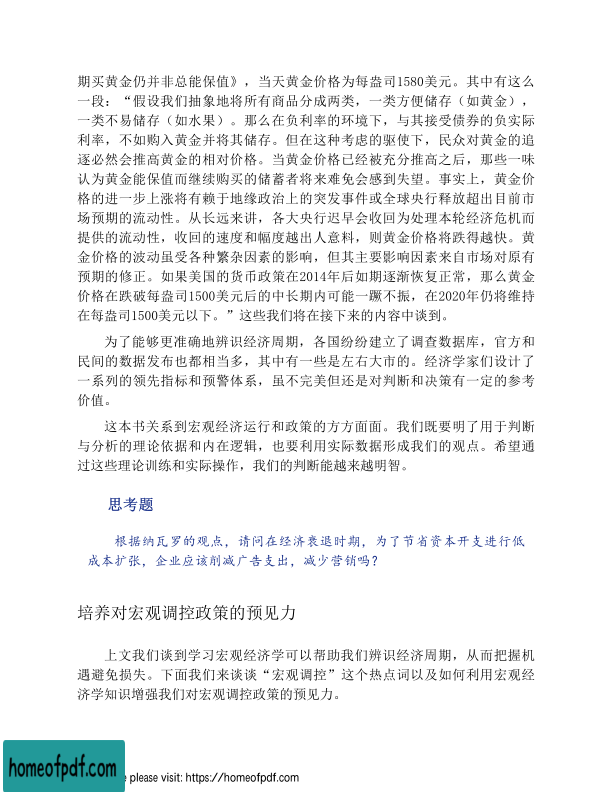 期买黄金仍并非总能保值》，当天黄金价格为每盎司1580美元。其中有这么
一段：“假设我们抽象地将所有商品分成两类，一类方便储存（如黄金），
一类不易储存（如水果）。那么在负利率的环境下，与其接受债券的负实际
利率，不如购入黄金并将其储存。但在这种考虑的驱使下，民众对黄金的追
逐必然会推高黄金的相对价格。当黄金价格已经被充分推高之后，那些一味
认为黄金能保值而继续购买的储蓄者将来难免会感到失望。事实上，黄金价
格的进一步上涨将有赖于地缘政治上的突发事件或全球央行释放超出目前市
场预期的流动性。从长远来讲，各大央行迟早会收回为处理本轮经济危机而
提供的流动性，收回的速度和幅度越出人意料，则黄金价格将跌得越快。黄
金价格的波动虽受各种繁杂因素的影响，但其主要影响因素来自市场对原有
预期的修正。如果美国的货币政策在2014年后如期逐渐恢复正常，那么黄金
价格在跌破每盎司1500美元后的中长期内可能一蹶不振，在2020年仍将维持
在每盎司1500美元以下。”这些我们将在接下来的内容中谈到。
为了能够更准确地辨识经济周期，各国纷纷建立了调查数据库，官方和
民间的数据发布也都相当多，其中有一些是左右大市的。经济学家们设计了
一系列的领先指标和预警体系，虽不完美但还是对判断和决策有一定的参考
价值。
这本书关系到宏观经济运行和政策的方方面面。我们既要明了用于判断
与分析的理论依据和内在逻辑，也要利用实际数据形成我们的观点。希望通
过这些理论训练和实际操作，我们的判断能越来越明智。
思考题
根据纳瓦罗的观点，请问在经济衰退时期，为了节省资本开支进行低
成本扩张，企业应该削减广告支出，减少营销吗？
培养对宏观调控政策的预见力
上文我们谈到学习宏观经济学可以帮助我们辨识经济周期，从而把握机
遇避免损失。下面我们来谈谈“宏观调控”这个热点词以及如何利用宏观经
济学知识增强我们对宏观调控政策的预见力。
homeofpdf.com
e please visit: https://homeofpdf.com